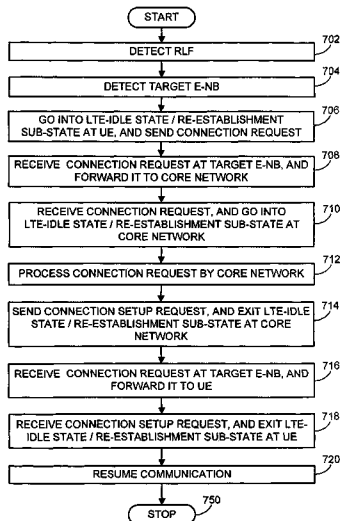 START
702
DETECT RLF
704
DETECT TARGET E-NB
706
GO INTO LTE-IDLE STATE / RE-ESTABLISHMENT
SUB-STATE AT UE, AND SEND CONNECTION REQUEST
708
RECEIVE CONNECTION REQUEST AT TARGET E-NB, AND
FORWARD IT TO CORE NETWORK
710
RECEIVE CONNECTION REQUEST, AND GO INTO
LTE-IDLE STATE / RE-ESTABLISHMENT SUB-STATE AT
CORE NETWORK
712
PROCESS CONNECTION REQUEST BY CORE NETWORK
714
SEND CONNECTION SETUP REQUEST, AND EXIT LTE-IDLE
STATE / RE-ESTABLISHMENT SUB-STATE AT CORE
NETWORK
716
RECEIVE CONNECTION REQUEST AT TARGET E-NB, AND
FORWARD IT TO UE
718
RECEIVE CONNECTION SETUP REQUEST, AND EXIT LTE-
IDLE STATE / RE-ESTABLISHMENT SUB-STATE AT UE
720
RESUME COMMUNICATION
750
STOP